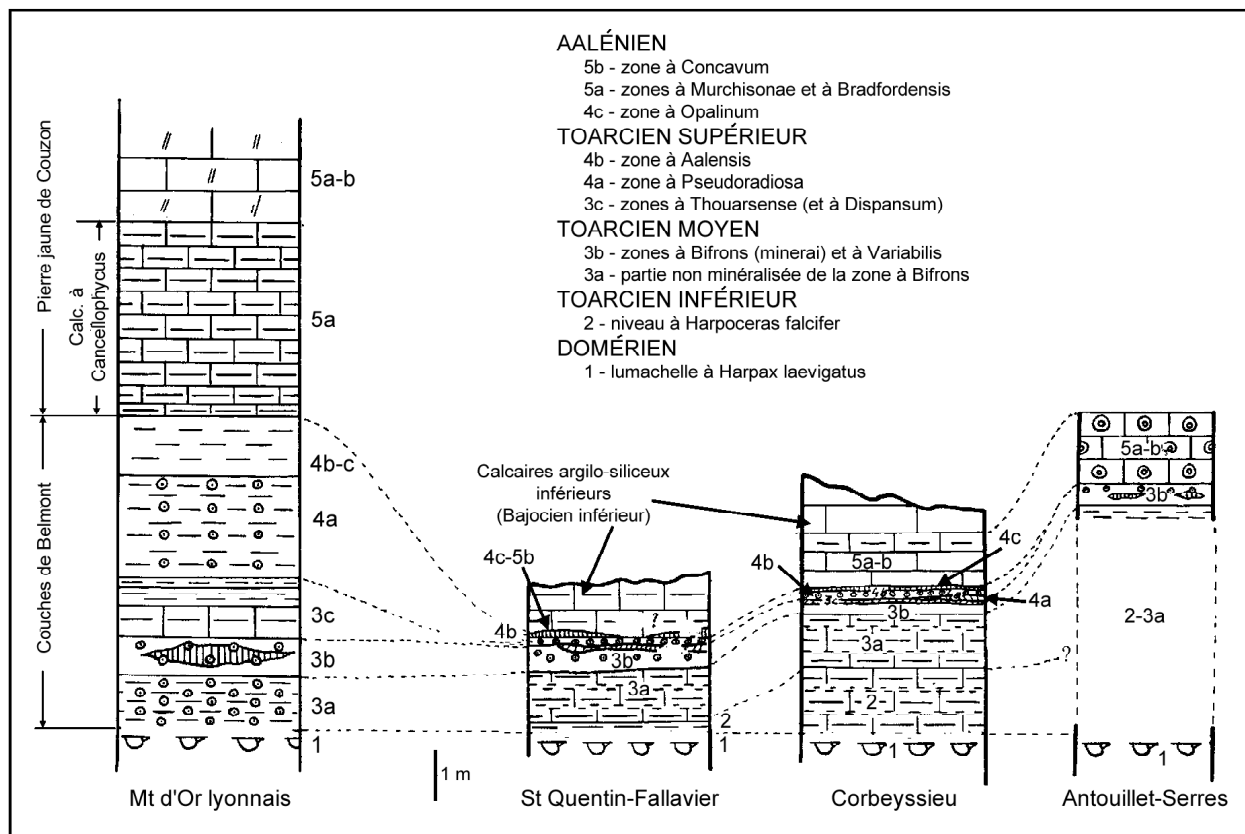 AALÉNIEN
5b - zone à Concavum
5a - zones à Murchisonae et à Bradfordensis
4c - zone à Opalinum
TOARCIEN SUPÉRIEUR
4b - zone à Aalensis
4a - zone à Pseudoradiosa
3c - zones à Thouarsense (et à Dispansum)
TOARCIEN MOYEN
3b - zones à Bifrons (minerai) et à Variabilis
3a - partie non minéralisée de la zone à Bifrons
TOARCIEN INFÉRIEUR
2 - niveau à Harpoceras falcifer
DOMÉRIEN
1 - lumachelle à Harpax laevigatus
Pierre jaune de Couzon
Calc. à
Cancellophycus
Couches de Belmont
5a-b
5a
4b-c
4a
3c
3b
3a
1
Mt d'Or lyonnais
1 m
Calcaires argilo-siliceux
inférieurs
(Bajocien inférieur)
4c-5b
4b
?
3b
3a
2
1
St Quentin-Fallavier
4c
5a-b
4b
3c
4a
3b
3a
2
1
Corbeyssieu
5a-b
3b
2-3a
?
1
Antouillet-Serres